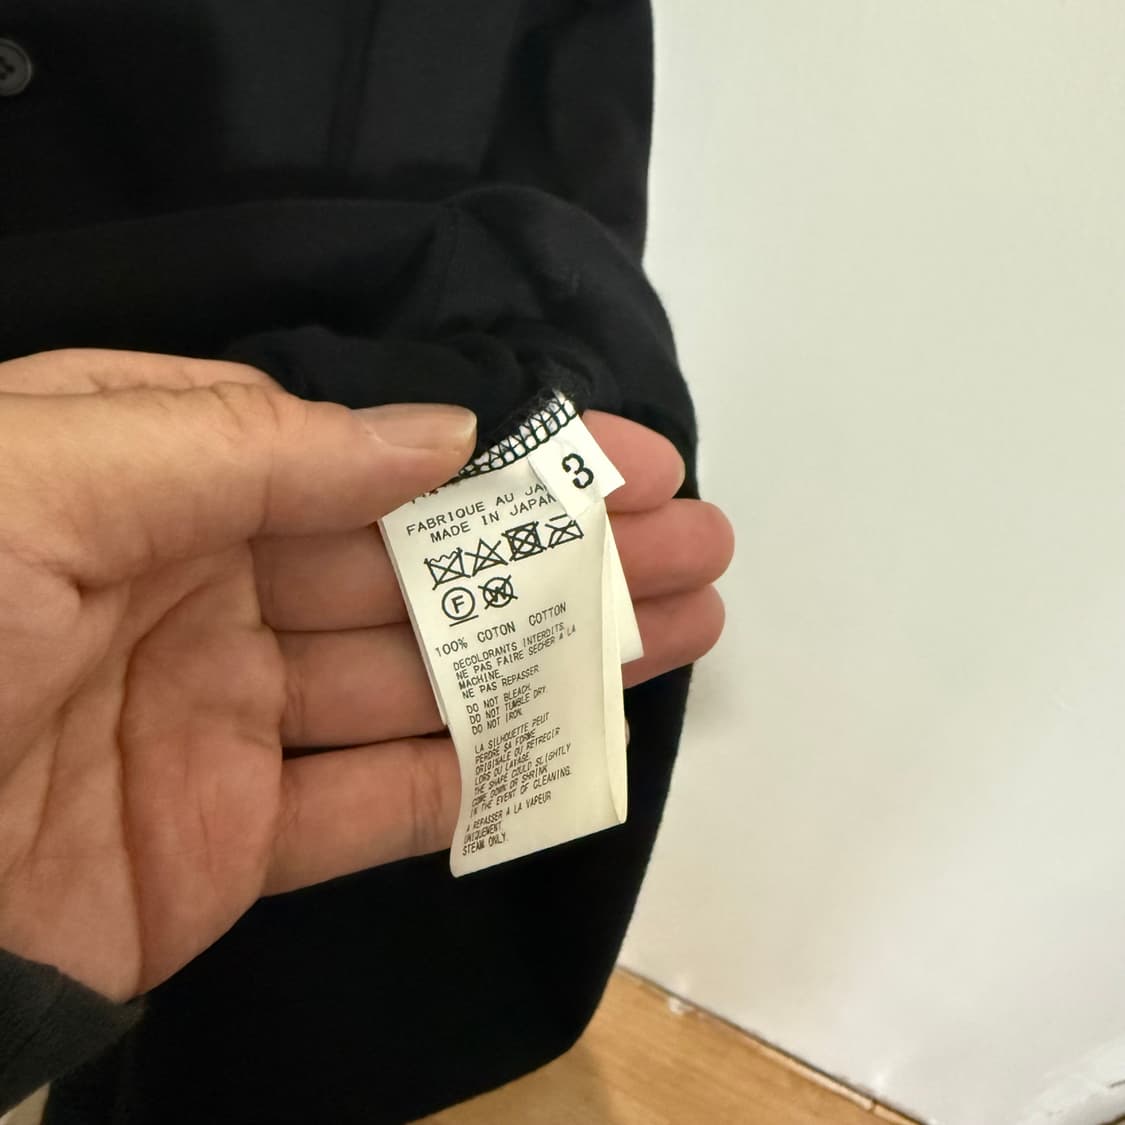 3
FABRIQUE AU JA
MADE IN JAPAN
F
W
100% COTON COTTON
DECOLORANTS INTERDITS.
NE PAS FAIRE SECHER A LA
MACHINE.
NE PAS REPASSER.
DO NOT BLEACH.
DO NOT TUMBLE DRY.
DO NOT IRON.
LA SILHOUETTE PEUT
PERDRE SA FORME
ORIGINALE OU RETRECIR
LORS DU LAVAGE.
THE SHAPE COULD SLIGHTLY
COME DOWN OR SHRINK
IN THE EVENT OF CLEANING.
A REPASSER A LA VAPEUR
UNIQUEMENT.
STEAM ONLY.